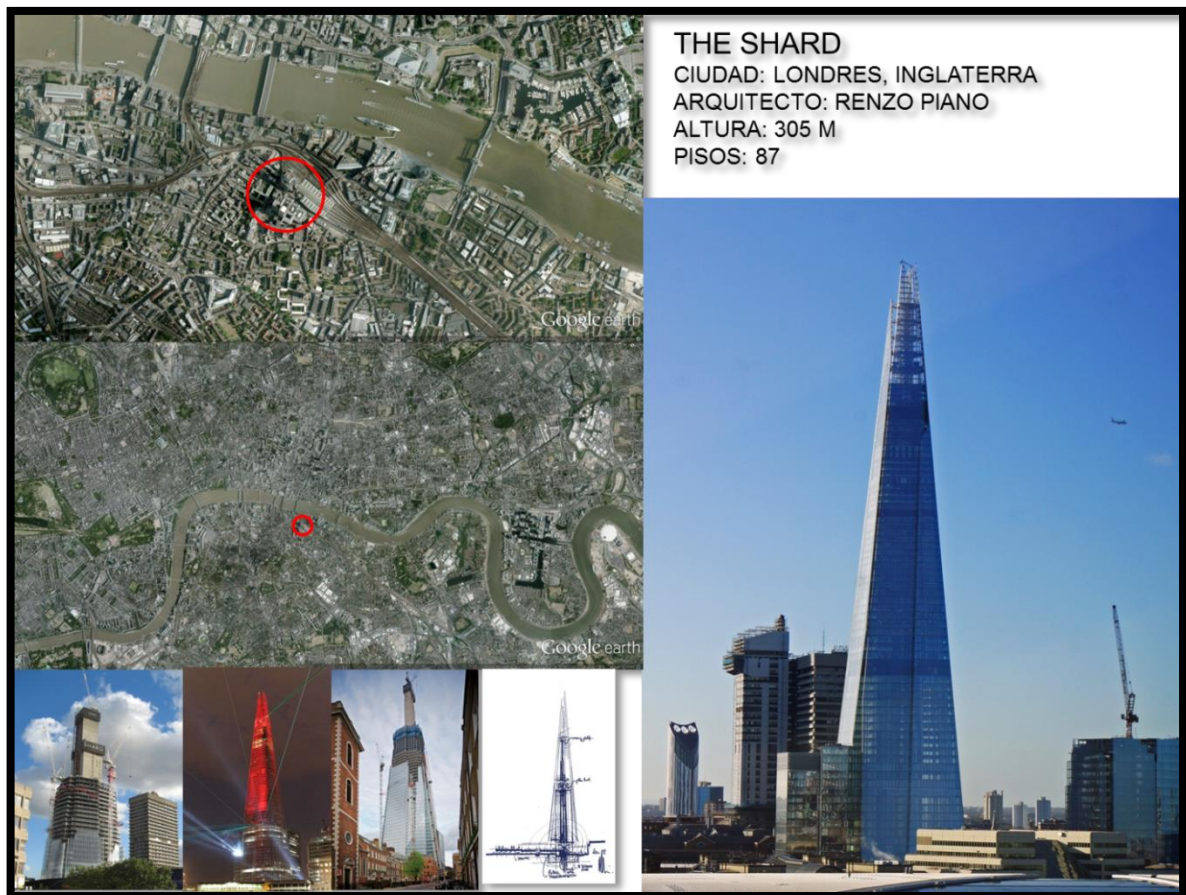 THE SHARD
CIUDAD: LONDRES, INGLATERRA
ARQUITECTO: RENZO PIANO
ALTURA: 305 M
PISOS: 87
Google earth
Google earth